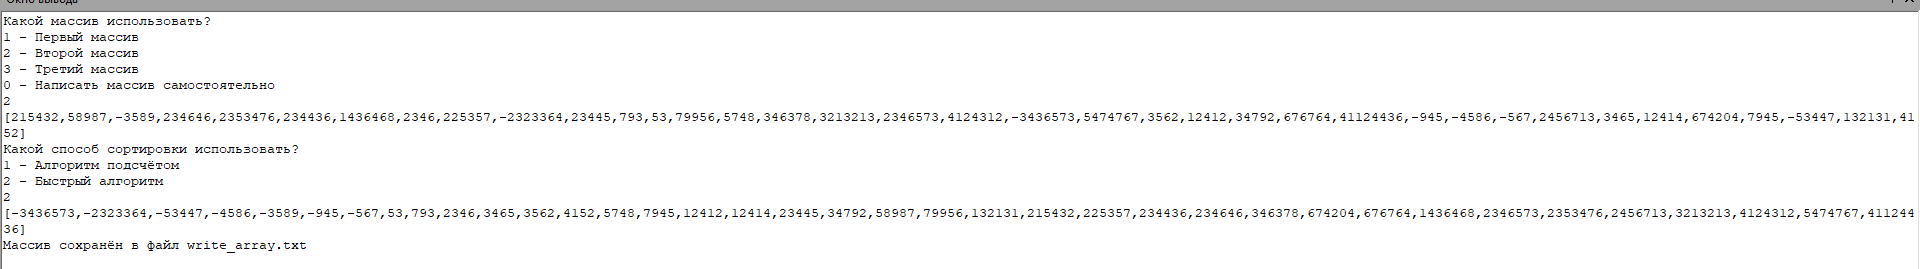 Окно вывода
Какой массив использовать?
1 - Первый массив
2 - Второй массив
3 - Третий массив
0 - Написать массив самостоятельно
2
[215432,58987,-3589,234646,2353476,234436,1436468,2346,225357,-2323364,23445,793,53,79956,5748,346378,3213213,2346573,4124312,-3436573,5474767,3562,12412,34792,676764,41124436,-945,-4586,-567,2456713,3465,12414,674204,7945,-53447,132131,41
52]
Какой способ сортировки использовать?
1 - Алгоритм подсчётом
2 - Быстрый алгоритм
2
[-3436573,-2323364,-53447,-4586,-3589,-945,-567,53,793,2346,3465,3562,4152,5748,7945,12412,12414,23445,34792,58987,79956,132131,215432,225357,234436,234646,346378,674204,676764,1436468,2346573,2353476,2456713,3213213,4124312,5474767,411244
36]
Массив сохранён в файл write_array.txt